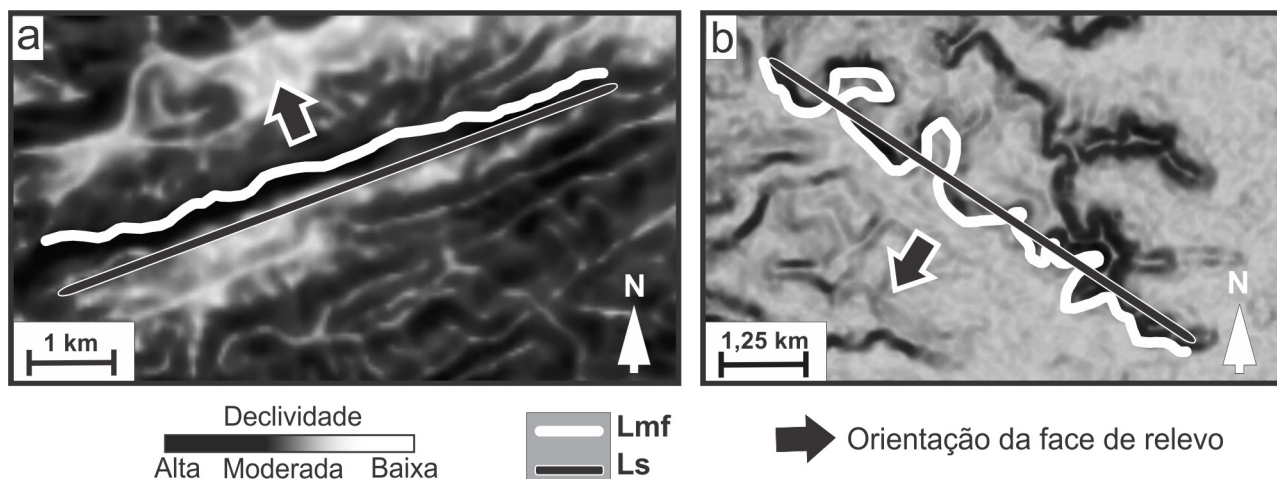 a
b
N
N
1 km
1,25 km
Declividade
Alta Moderada Baixa
Lmf
Ls
Orientação da face de relevo